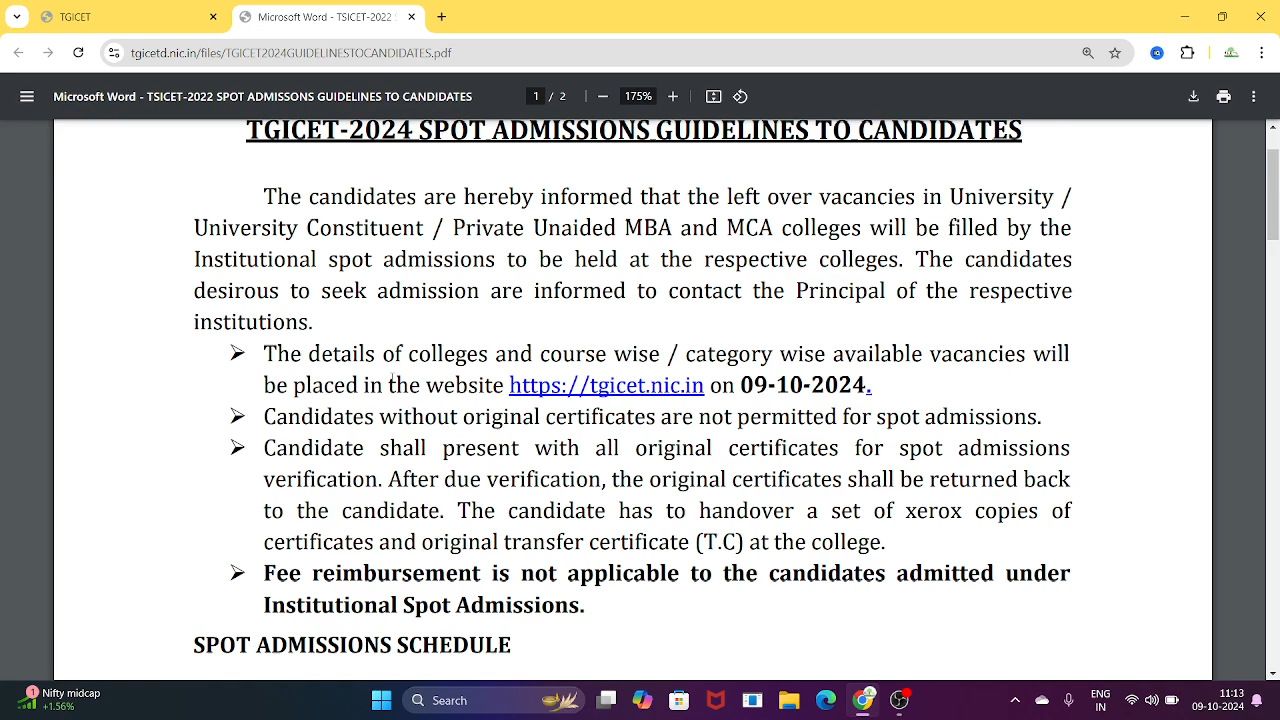 TGICET
Microsoft Word - TSICET-2022 S
tgicetd.nic.in/files/TGICET2024GUIDELINESTOCANDIDATES.pdf
Microsoft Word - TSICET-2022 SPOT ADMISSONS GUIDELINES TO CANDIDATES
1 / 2
175%
TGICET-2024 SPOT ADMISSIONS GUIDELINES TO CANDIDATES
The candidates are hereby informed that the left over vacancies in University /
University Constituent / Private Unaided MBA and MCA colleges will be filled by the
Institutional spot admissions to be held at the respective colleges. The candidates
desirous to seek admission are informed to contact the Principal of the respective
institutions.
➢ The details of colleges and course wise / category wise available vacancies will
be placed in the website https://tgicet.nic.in on 09-10-2024.
➢ Candidates without original certificates are not permitted for spot admissions.
➢ Candidate shall present with all original certificates for spot admissions
verification. After due verification, the original certificates shall be returned back
to the candidate. The candidate has to handover a set of xerox copies of
certificates and original transfer certificate (T.C) at the college.
➢ Fee reimbursement is not applicable to the candidates admitted under
Institutional Spot Admissions.
SPOT ADMISSIONS SCHEDULE
1
Nifty midcap
+1.56%
Search
ENG
IN
11:13
09-10-2024